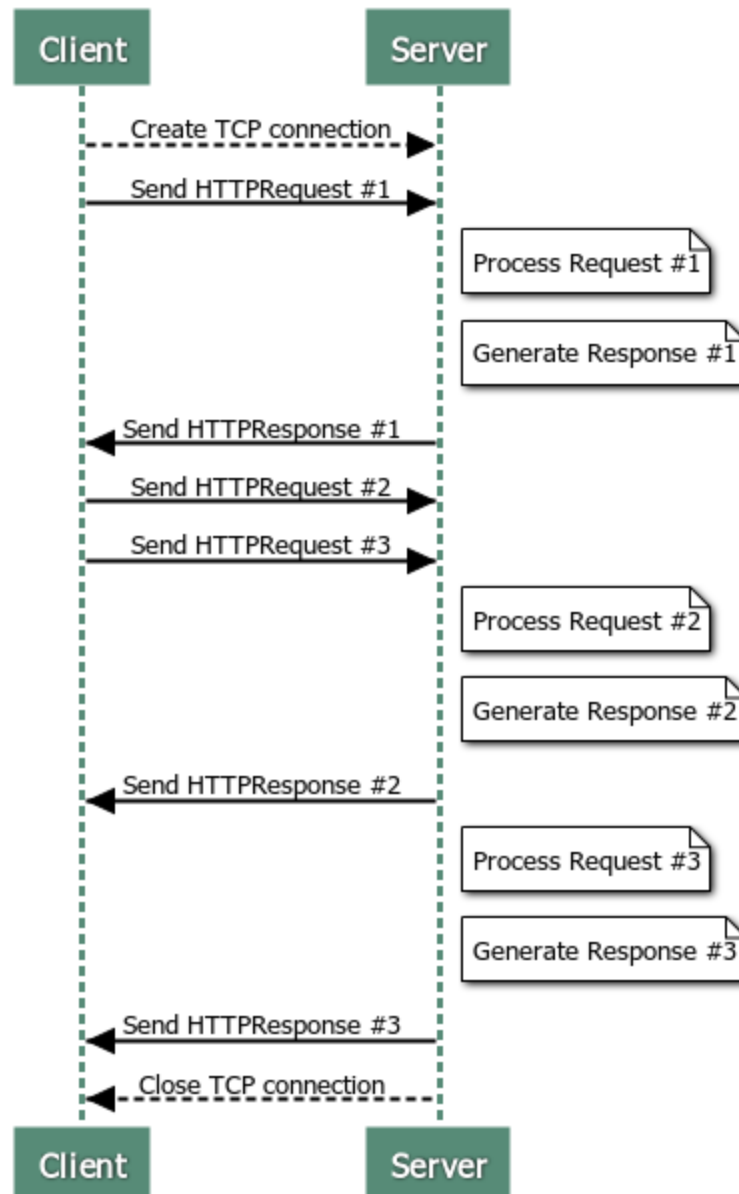 Client
Server
Create TCP connection
Send HTTPRequest #1
Process Request #1
Generate Response #1
Send HTTPResponse #1
Send HTTPRequest #2
Send HTTPRequest #3
Process Request #2
Generate Response #2
Send HTTPResponse #2
Process Request #3
Generate Response #3
Send HTTPResponse #3
Close TCP connection
Client
Server